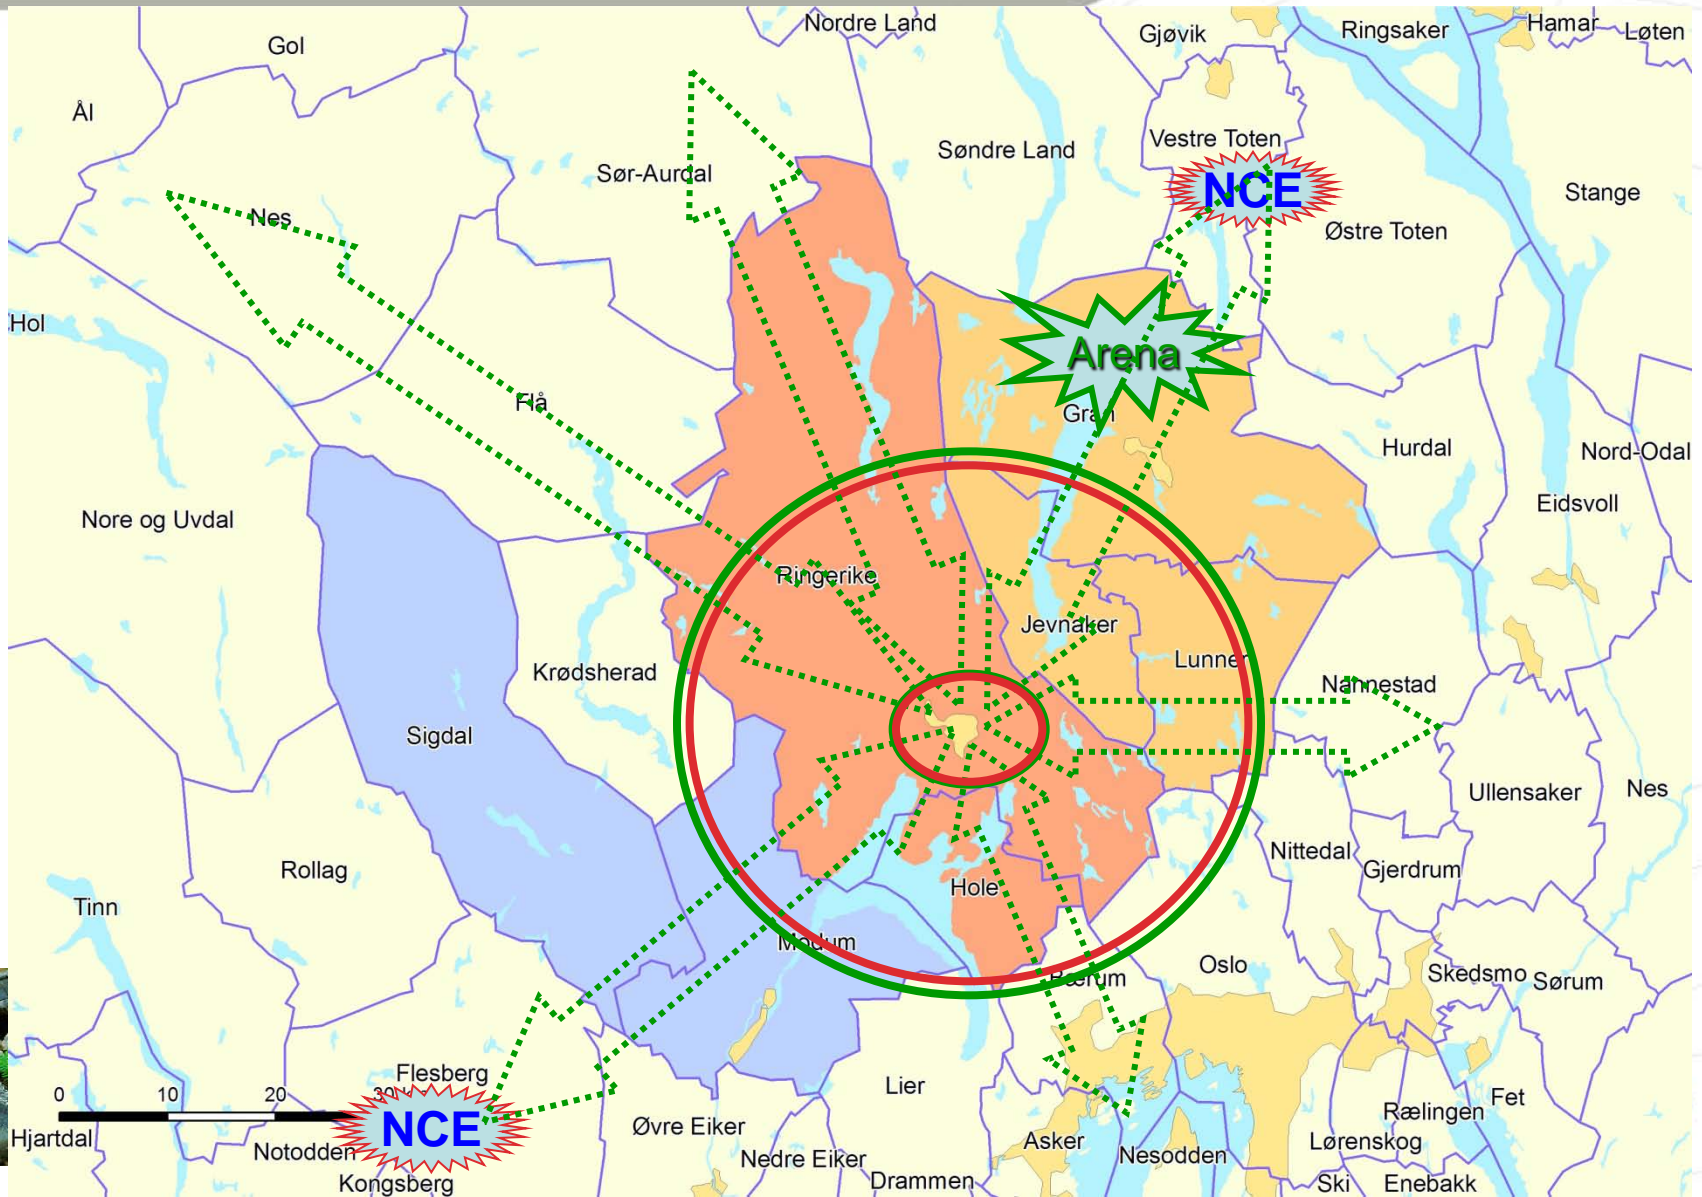 Nordre Land
Hamar
Ringsaker
Løten
Gjøvik
Gol
Ål
Vestre Toten
Søndre Land
Sør-Aurdal
NCE
Stange
Nes
Østre Toten
Hol
Arena
Flå
Gran
Hurdal
Nord-Odal
Eidsvoll
Nore og Uvdal
Ringerike
Jevnaker
Lunner
Krødsherad
Nannestad
Sigdal
Nes
Ullensaker
Nittedal
Rollag
Gjerdrum
Hole
Tinn
Modum
Oslo
Skedsmo
Bærum
Sørum
Flesberg
Lier
0 10 20
Fet
Rælingen
NCE
Øvre Eiker
Hjartdal
Asker
Lørenskog
Notodden
Nesodden
Nedre Eiker
Drammen
Kongsberg
Ski
Enebakk